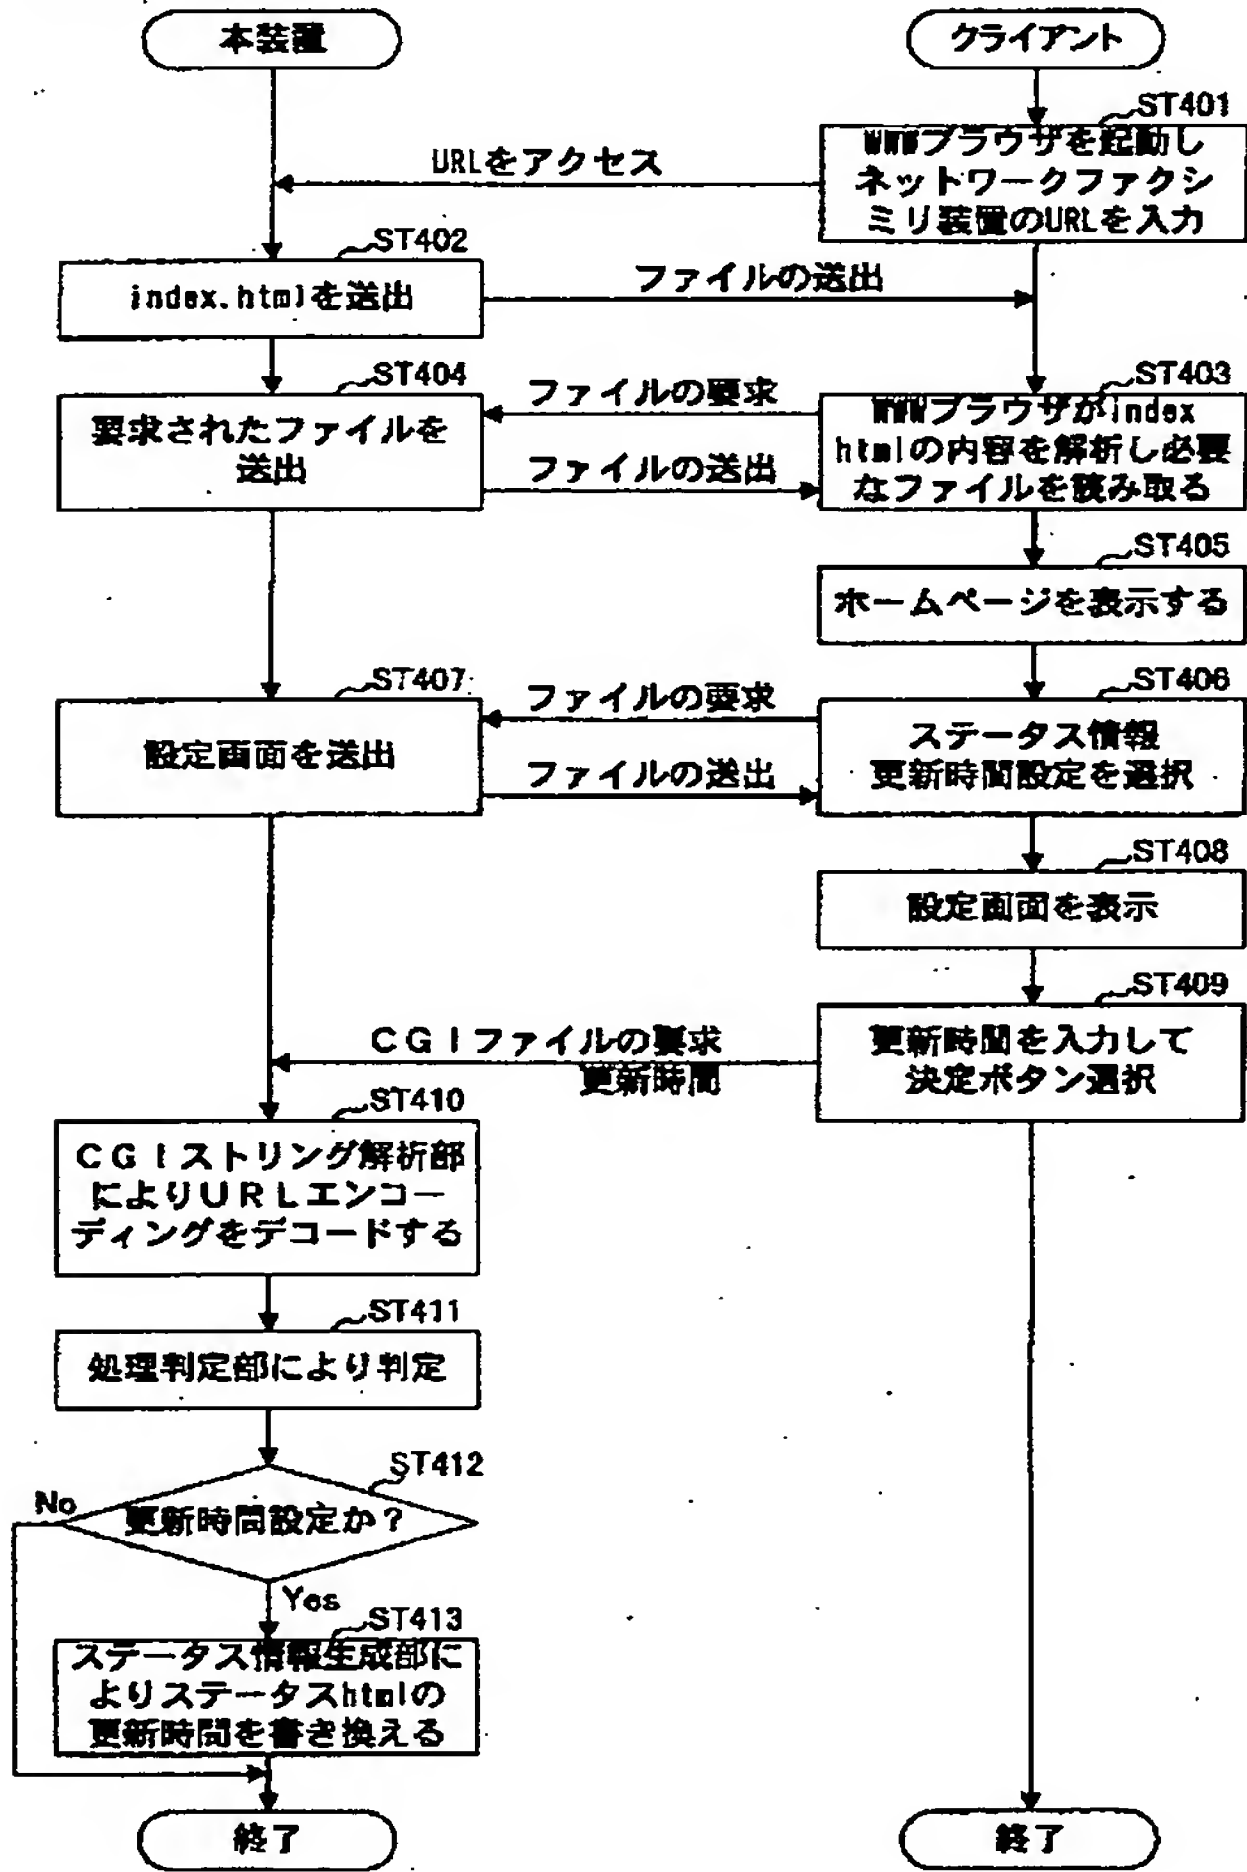 本装置
クライアント
ST401
WWWブラウザを起動し
ネットワークファクシ
ミリ装置のURLを入力
URLをアクセス
ST402
index.htmlを送出
ファイルの送出
ST404
要求されたファイルを
送出
ファイルの要求
ファイルの送出
ST403
WWWブラウザがindex
htmlの内容を解析し必要
なファイルを読み取る
ST405
ホームページを表示する
ST407
設定画面を送出
ファイルの要求
ファイルの送出
ST406
ステータス情報
更新時間設定を選択
ST408
設定画面を表示
ST409
更新時間を入力して
決定ボタン選択
CGIファイルの要求
更新時間
ST410
CGIストリング解析部
によりURLエンコー
ディングをデコードする
ST411
処理判定部により判定
ST412
更新時間設定か？
No
Yes
ST413
ステータス情報生成部に
よりステータスhtmlの
更新時間を書き換える
終了
終了